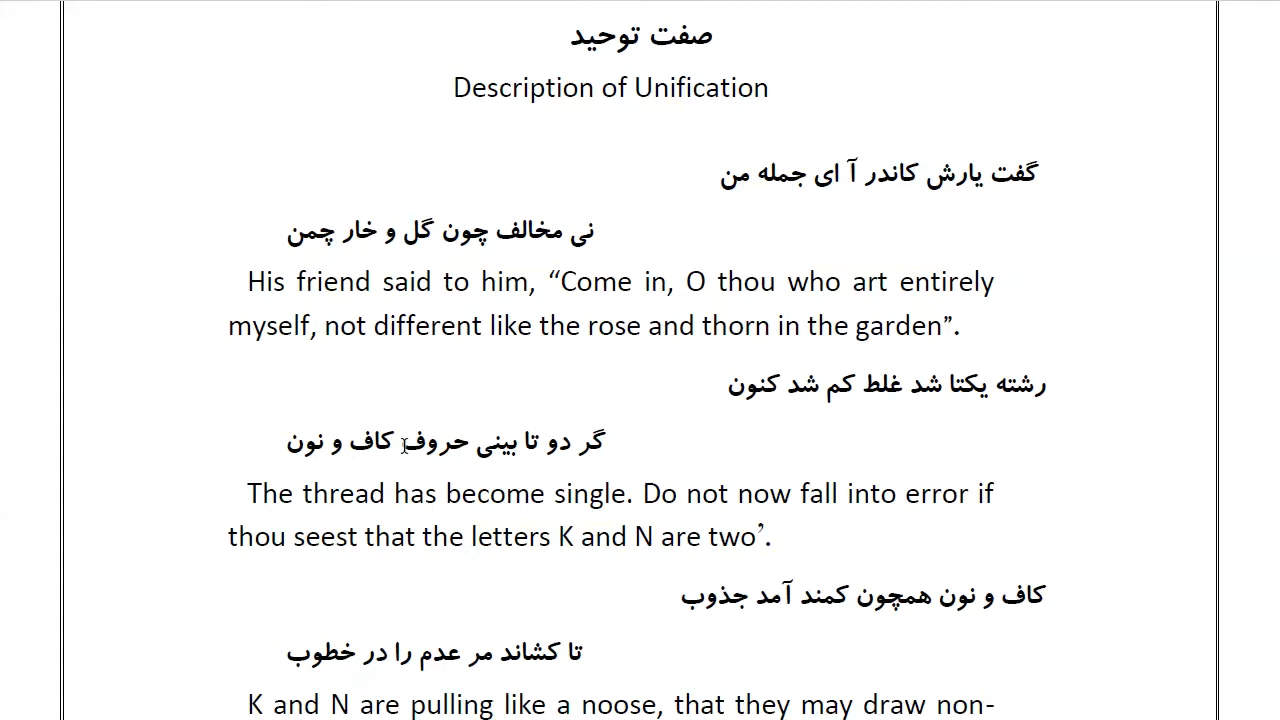 صفت توحید
Description of Unification
گفت یارش کاندر آ ای جمله من
نی مخالف چون گل و خار چمن
His friend said to him, “Come in, O thou who art entirely
myself, not different like the rose and thorn in the garden”.
رشته یکتا شد غلط کم شد کنون
گر دو تا بینی حروف کاف و نون
The thread has become single. Do not now fall into error if
thou seest that the letters K and N are two’.
کاف و نون همچون کمند آمد جذوب
تا کشاند مر عدم را در خطوب
K and N are pulling like a noose, that they may draw non-